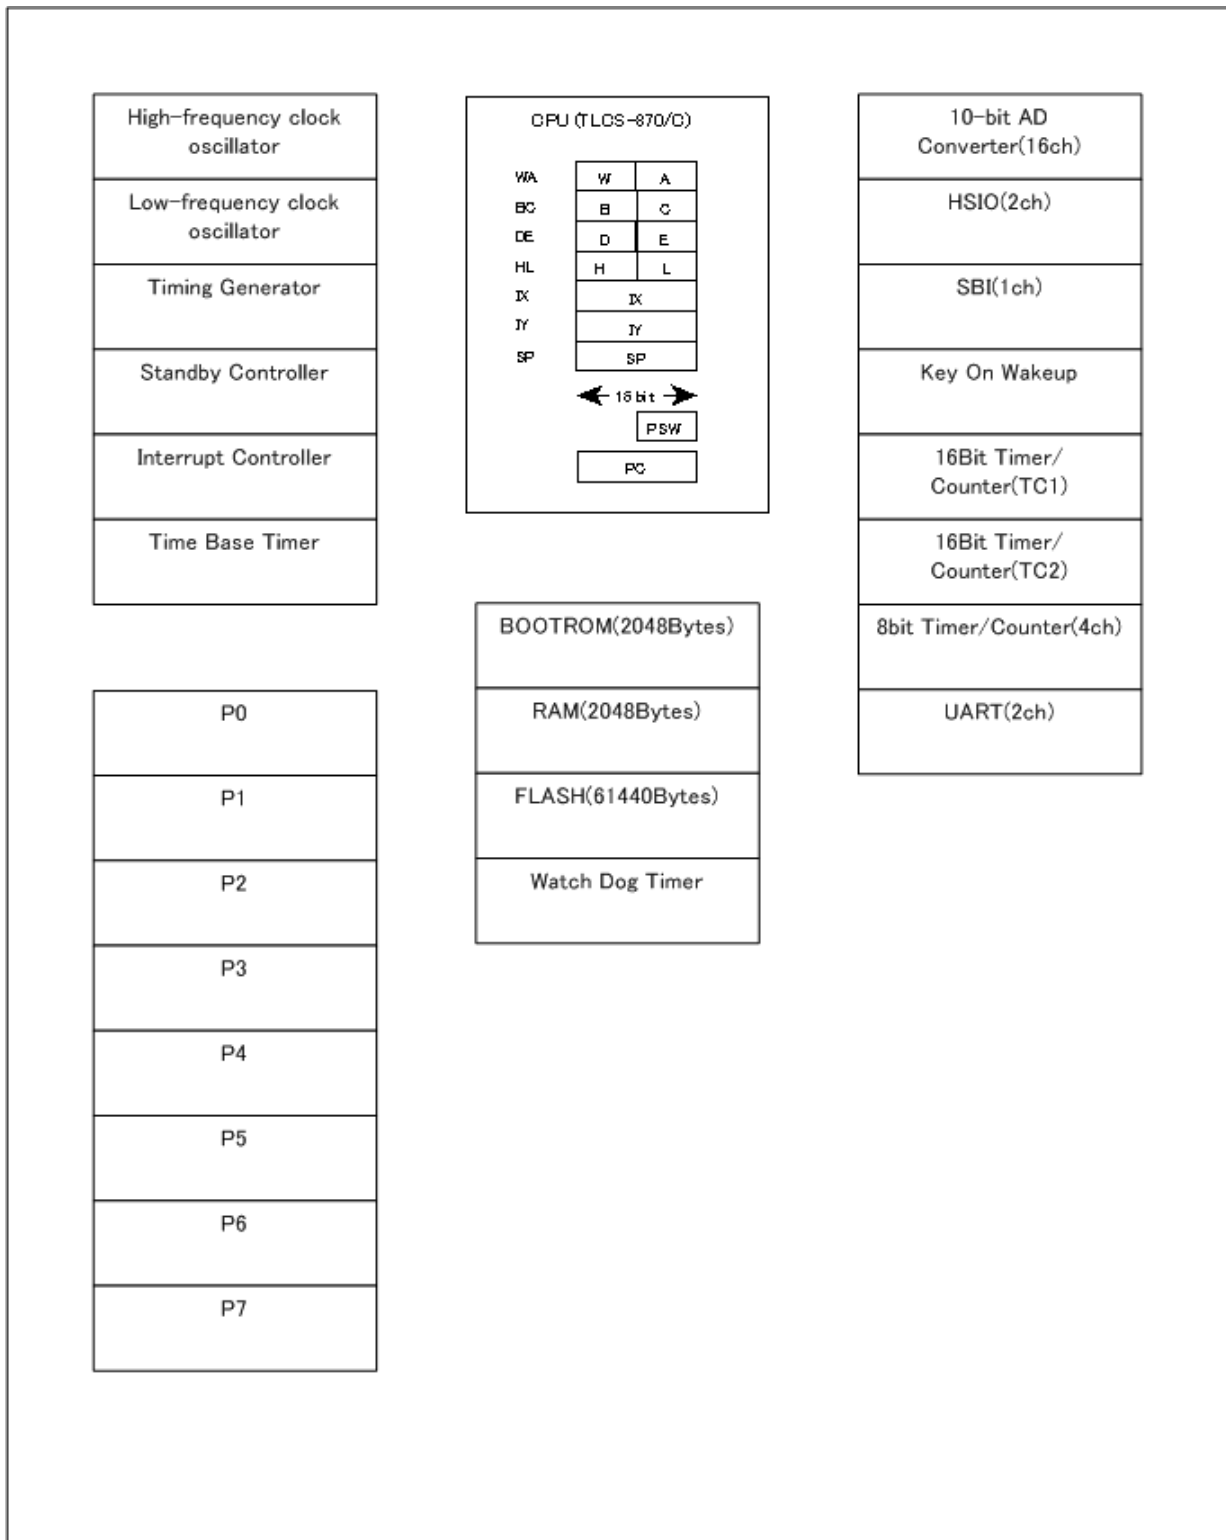 High-frequency clock
oscillator
Low-frequency clock
oscillator
Timing Generator
Standby Controller
Interrupt Controller
Time Base Timer
P0
P1
P2
P3
P4
P5
P6
P7
CPU (TLCS-870/C)
WA W A
BC B C
DE D E
HL H L
IX IX
IY IY
SP SP
16 bit
PSW
PC
BOOTROM(2048Bytes)
RAM(2048Bytes)
FLASH(61440Bytes)
Watch Dog Timer
10-bit AD
Converter(16ch)
HSIO(2ch)
SBI(1ch)
Key On Wakeup
16Bit Timer/
Counter(TC1)
16Bit Timer/
Counter(TC2)
8bit Timer/Counter(4ch)
UART(2ch)